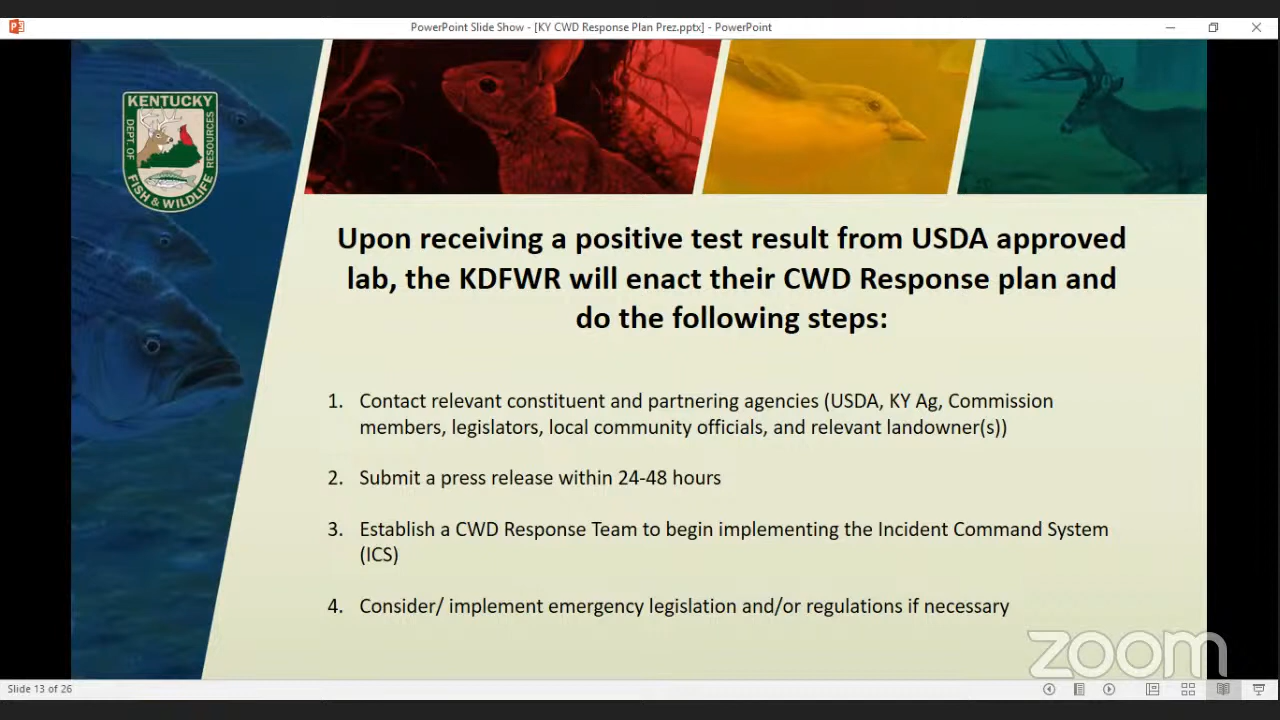 PowerPoint Slide Show - [KY CWD Response Plan Prez.pptx] - PowerPoint
KENTUCKY
DEPT. OF
RESOURCES
FISH & WILDLIFE
Upon receiving a positive test result from USDA approved
lab, the KDFWR will enact their CWD Response plan and
do the following steps:
1. Contact relevant constituent and partnering agencies (USDA, KY Ag, Commission
members, legislators, local community officials, and relevant landowner(s))
2. Submit a press release within 24-48 hours
3. Establish a CWD Response Team to begin implementing the Incident Command System
(ICS)
4. Consider/ implement emergency legislation and/or regulations if necessary
zoom
Slide 13 of 26